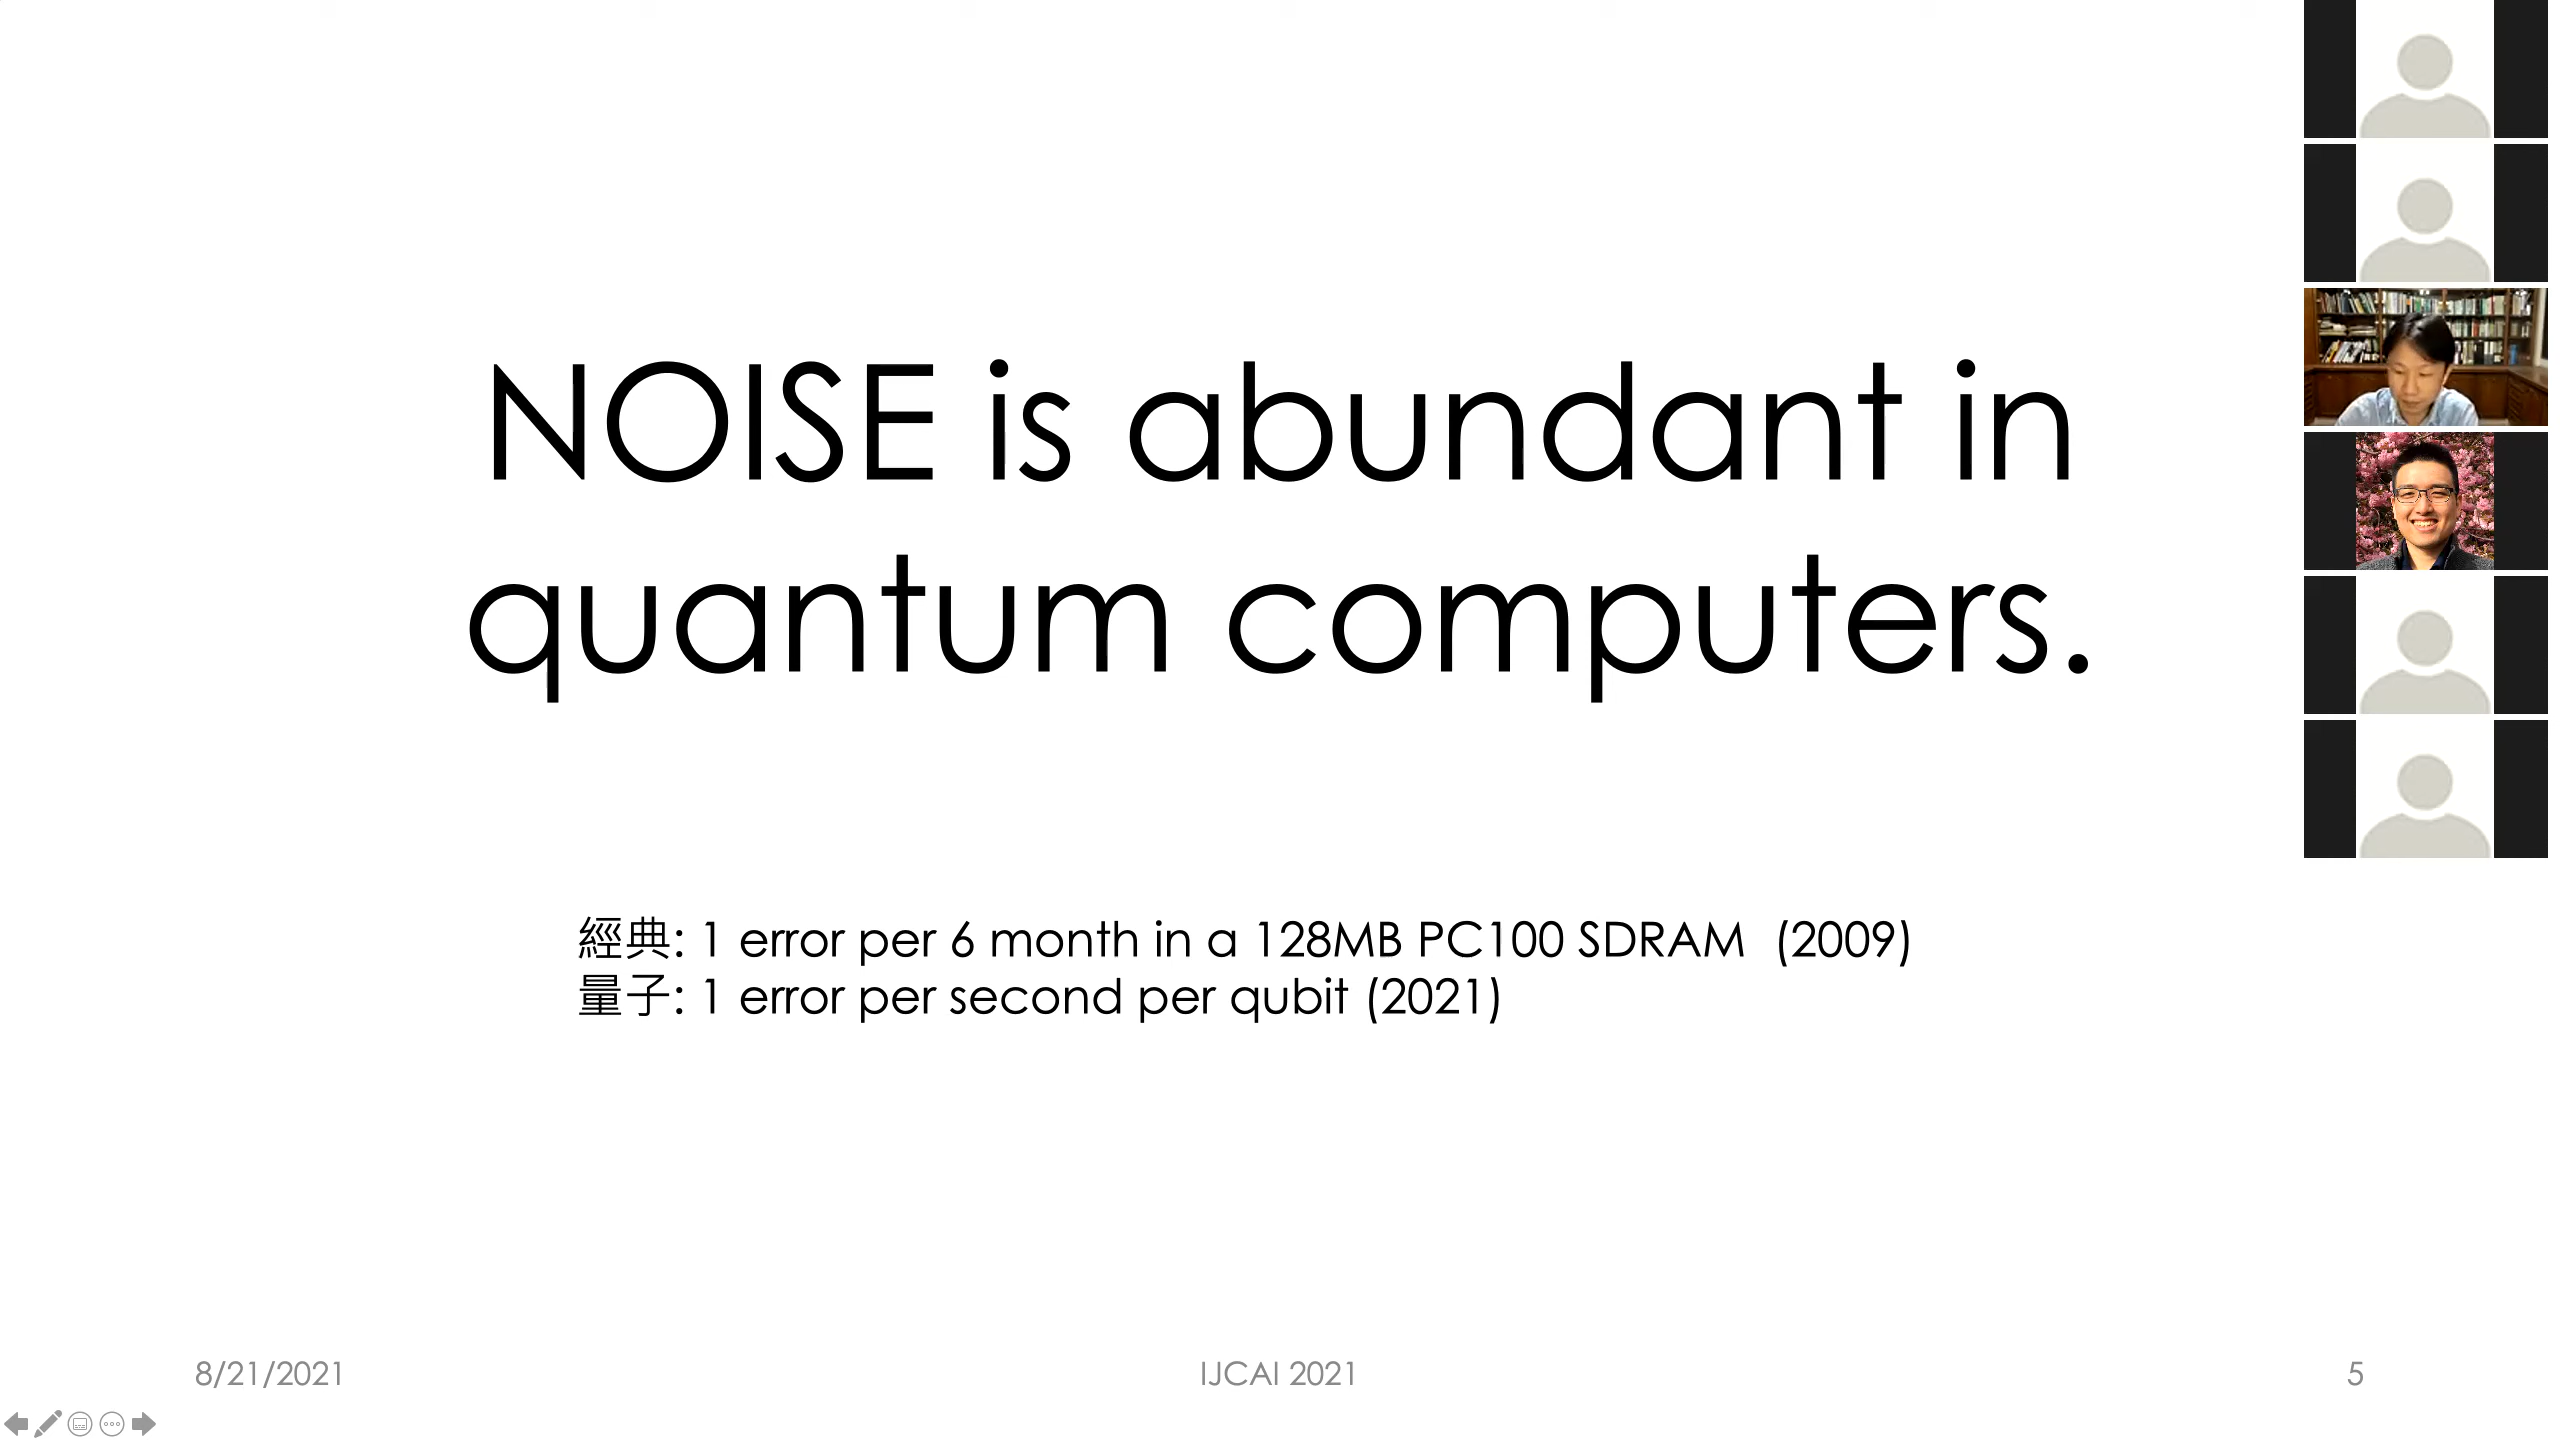 NOISE is abundant in
quantum computers.
經典: 1 error per 6 month in a 128MB PC100 SDRAM  (2009)
量子: 1 error per second per qubit (2021)
8/21/2021
IJCAI 2021
5